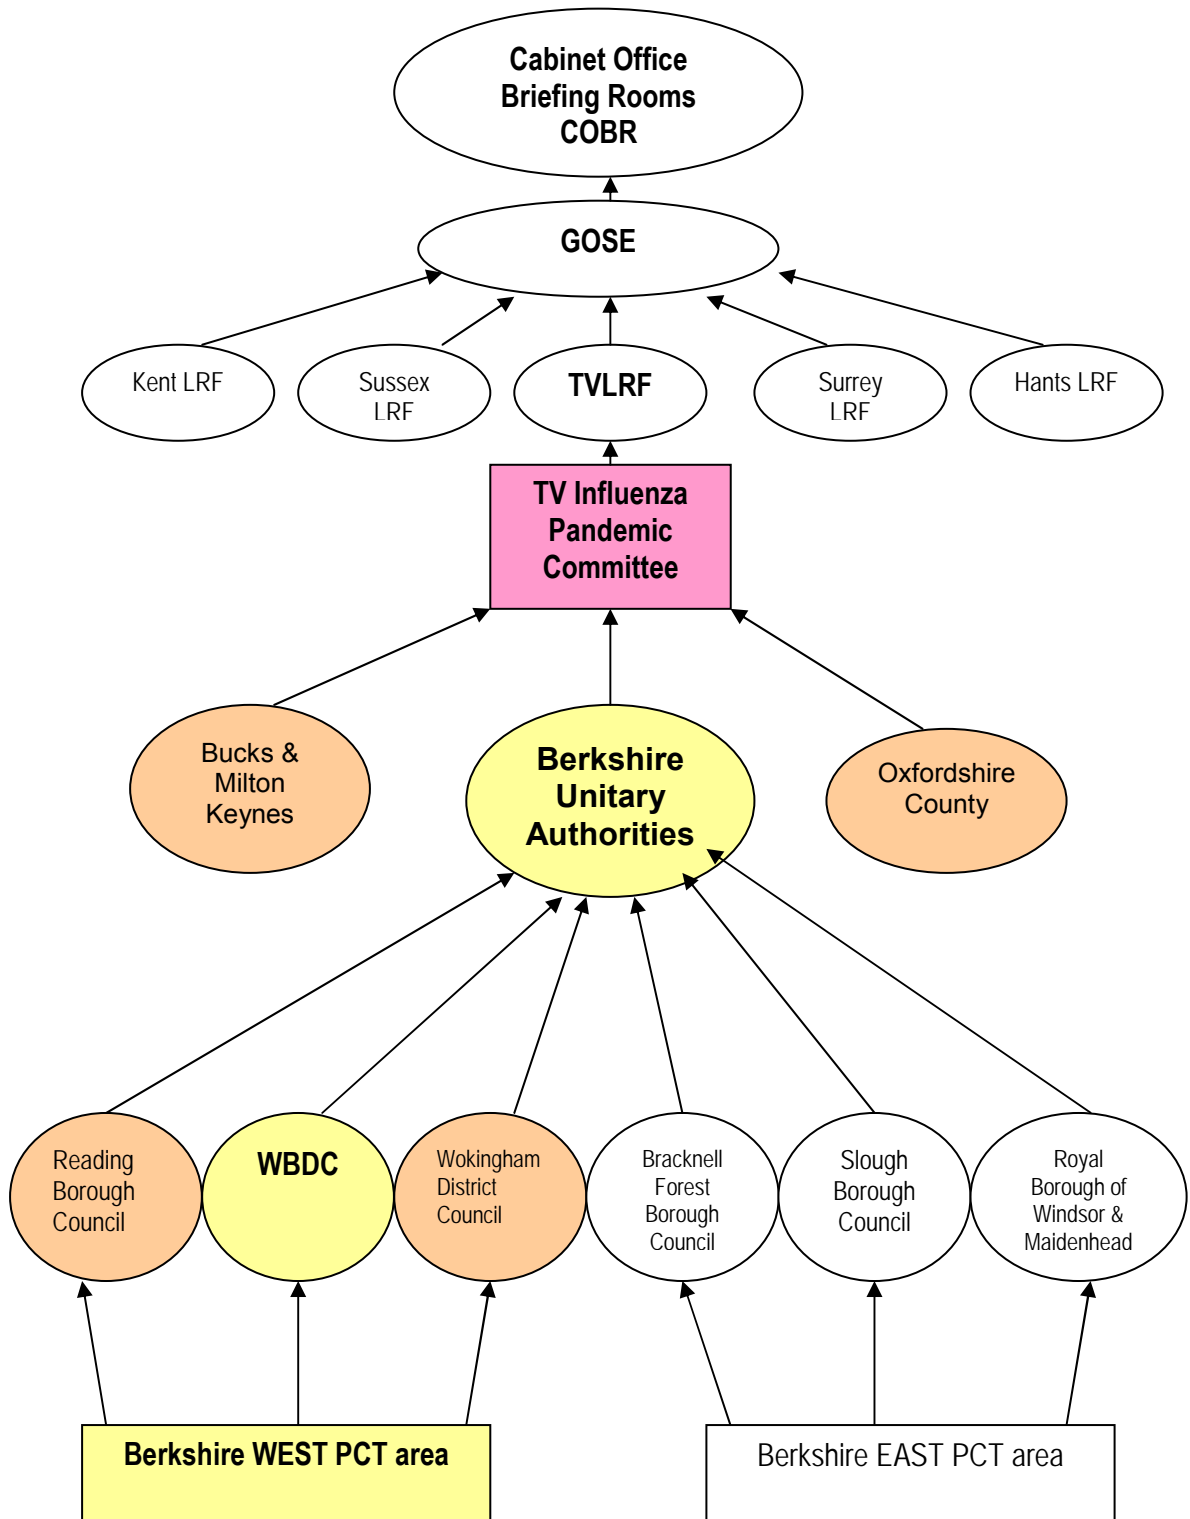 Cabinet Office
Briefing Rooms
COBR
GOSE
Kent LRF
Sussex
LRF
TVLRF
Surrey
LRF
Hants LRF
TV Influenza
Pandemic
Committee
Bucks &
Milton
Keynes
Berkshire
Unitary
Authorities
Oxfordshire
County
Reading
Borough
Council
WBDC
Wokingham
District
Council
Bracknell
Forest
Borough
Council
Slough
Borough
Council
Royal
Borough of
Windsor &
Maidenhead
Berkshire WEST PCT area
Berkshire EAST PCT area